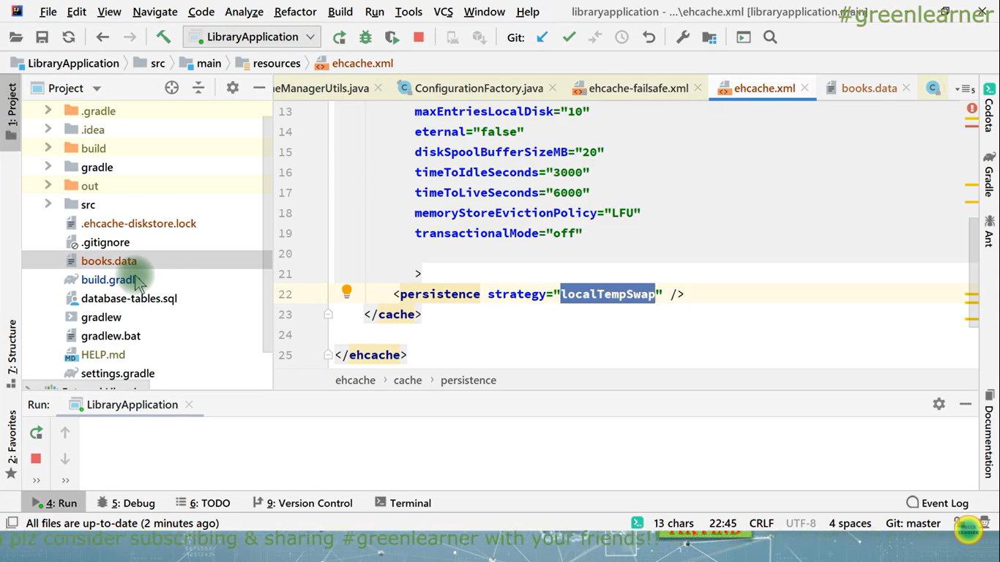 File Edit View Navigate Code Analyze Refactor Build Run Tools VCS Window Help libraryapplication - ...\ehcache.xml [libraryapplication.main]
#greenlearner
LibraryApplication Git:
LibraryApplication src main resources ehcache.xml
Project
eManagerUtils.java ConfigurationFactory.java ehcache-failsafe.xml ehcache.xml books.data 5
1: Project
7: Structure
2: Favorites
.gradle
.idea
build
gradle
out
src
.ehcache-diskstore.lock
.gitignore
books.data
build.gradl
database-tables.sql
gradlew
gradlew.bat
HELP.md
settings.gradle
13 maxEntriesLocalDisk="10"
14 eternal="false"
15 diskSpoolBufferSizeMB="20"
16 timeToIdleSeconds="3000"
17 timeToLiveSeconds="6000"
18 memoryStoreEvictionPolicy="LFU"
19 transactionalMode="off"
20
21 >
22 <persistence strategy="localTempSwap" />
23 </cache>
24
25 </ehcache>
ehcache cache persistence
Codota
Gradle
Ant
Documentation
Run: LibraryApplication
4: Run 5: Debug 6: TODO 9: Version Control Terminal Event Log
All files are up-to-date (2 minutes ago) 13 chars 22:45 CRLF UTF-8 4 spaces Git: master
plz consider subscribing & sharing #greenlearner with your friends!!